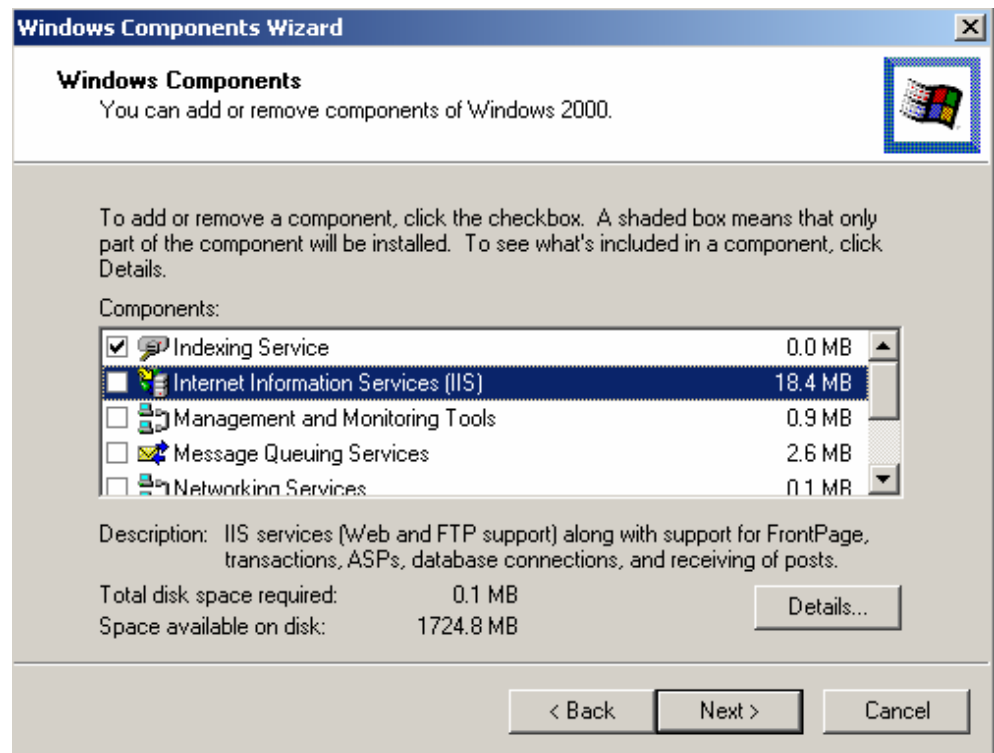 Windows Components Wizard
Windows Components
You can add or remove components of Windows 2000.
To add or remove a component, click the checkbox.  A shaded box means that only
part of the component will be installed.  To see what's included in a component, click
Details.
Components:
Indexing Service 0.0 MB
Internet Information Services (IIS) 18.4 MB
Management and Monitoring Tools 0.9 MB
Message Queuing Services 2.6 MB
Networking Services 0.1 MB
Description: IIS services (Web and FTP support) along with support for FrontPage,
transactions, ASPs, database connections, and receiving of posts.
Total disk space required: 0.1 MB
Space available on disk: 1724.8 MB
Details...
< Back Next > Cancel